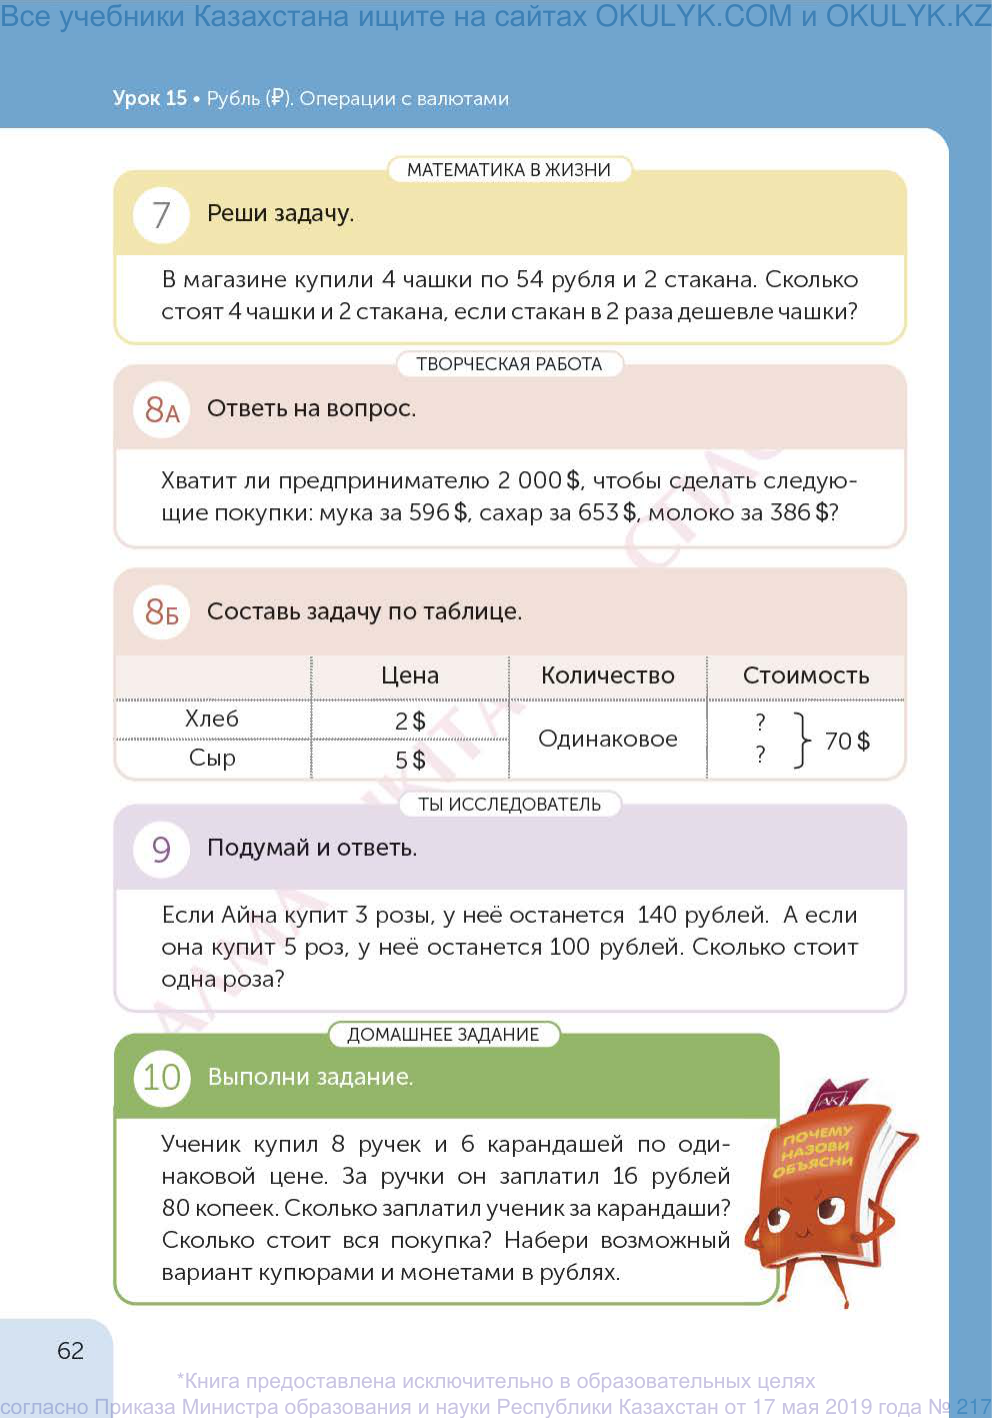 Все учебники Казахстана ищите на сайтах OKULYK.COM и OKULYK.KZ
Урок 15 • Рубль (₽). Операции с валютами
МАТЕМАТИКА В ЖИЗНИ
7 Реши задачу.
В магазине купили 4 чашки по 54 рубля и 2 стакана. Сколько
стоят 4 чашки и 2 стакана, если стакан в 2 раза дешевле чашки?
ТВОРЧЕСКАЯ РАБОТА
8А Ответь на вопрос.
Хватит ли предпринимателю 2 000 $, чтобы сделать следую-
щие покупки: мука за 596 $, сахар за 653 $, молоко за 386 $?
8Б Составь задачу по таблице.
Цена Количество Стоимость
Хлеб 2 $ Одинаковое ? 70 $
Сыр 5 $ ?
ТЫ ИССЛЕДОВАТЕЛЬ
9 Подумай и ответь.
Если Айна купит 3 розы, у неё останется 140 рублей. А если
она купит 5 роз, у неё останется 100 рублей. Сколько стоит
одна роза?
ДОМАШНЕЕ ЗАДАНИЕ
10 Выполни задание.
Ученик купил 8 ручек и 6 карандашей по оди-
наковой цене. За ручки он заплатил 16 рублей
80 копеек. Сколько заплатил ученик за карандаши?
Сколько стоит вся покупка? Набери возможный
вариант купюрами и монетами в рублях.
ПОЧЕМУ
НАЗОВИ
ОБЪЯСНИ
62
*Книга предоставлена исключительно в образовательных целях
согласно Приказа Министра образования и науки Республики Казахстан от 17 мая 2019 года № 217